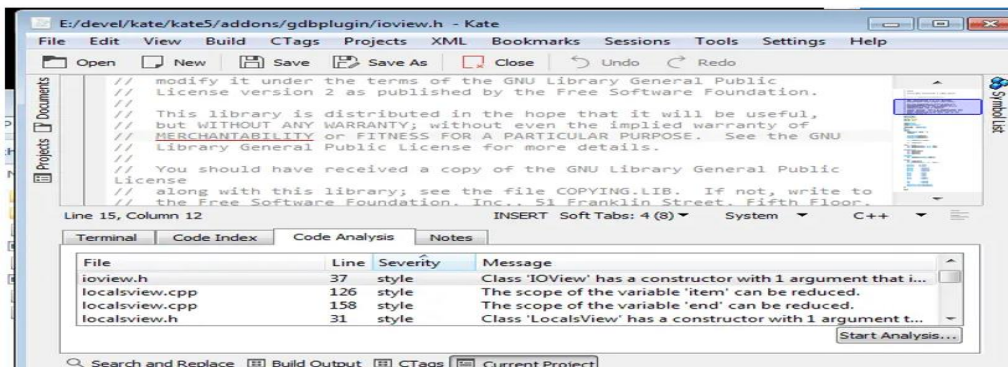 E:/devel/kate/kate5/addons/gdbplugin/ioview.h - Kate
File Edit View Build CTags Projects XML Bookmarks Sessions Tools Settings Help
Open New Save Save As Close Undo Redo
Documents
Projects
Symbol List
// modify it under the terms of the GNU Library General Public
// License version 2 as published by the Free Software Foundation.
//
// This library is distributed in the hope that it will be useful,
// but WITHOUT ANY WARRANTY; without even the implied warranty of
// MERCHANTABILITY or FITNESS FOR A PARTICULAR PURPOSE. See the GNU
// Library General Public License for more details.
//
// You should have received a copy of the GNU Library General Public
License
// along with this library; see the file COPYING.LIB. If not, write to
// the Free Software Foundation, Inc., 51 Franklin Street, Fifth Floor,
Line 15, Column 12 INSERT Soft Tabs: 4 (8) System C++
Terminal Code Index Code Analysis Notes
File Line Severity Message
ioview.h 37 style Class 'IOView' has a constructor with 1 argument that i...
localsview.cpp 126 style The scope of the variable 'item' can be reduced.
localsview.cpp 158 style The scope of the variable 'end' can be reduced.
localsview.h 31 style Class 'LocalsView' has a constructor with 1 argument t...
Start Analysis...
Search and Replace Build Output CTags Current Project